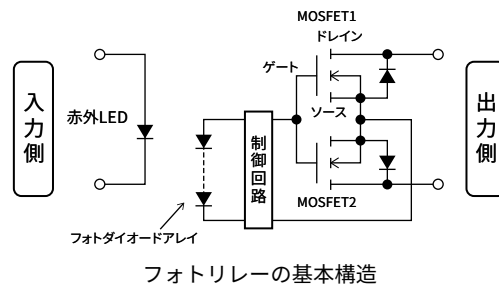 MOSFET1
ドレイン
ゲート
入力側
赤外LED
ソース
出力側
制御回路
MOSFET2
フォトダイオードアレイ
フォトリレーの基本構造